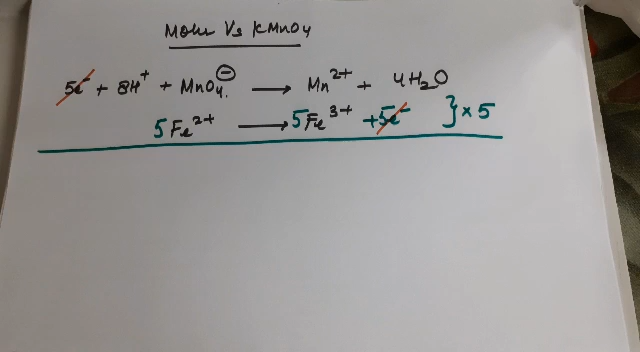 Mohr Vs KMnO₄
5e⁻ + 8H⁺ + MnO₄⁻ → Mn²⁺ + 4H₂O
5Fe²⁺ → 5Fe³⁺ + 5e⁻ } × 5